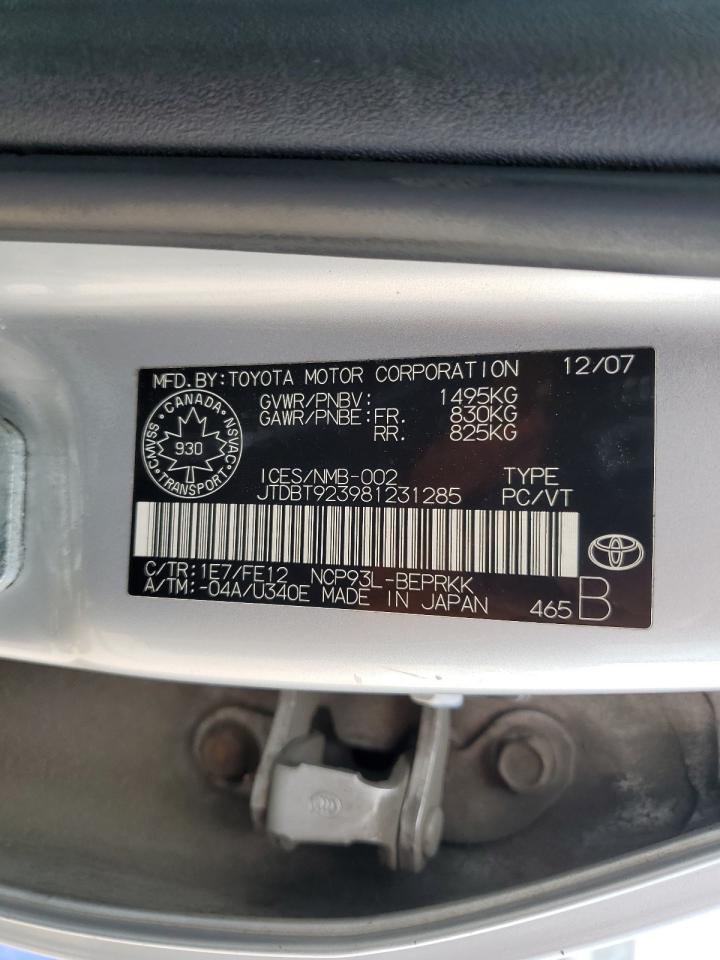 MFD. BY: TOYOTA MOTOR CORPORATION 12/07
GVWR/PNBV: 1495KG
GAWR/PNBE: FR. 830KG
RR. 825KG
CANADA
CMVSS NSVAC
930
TRANSPORT
ICES/NMB-002 TYPE
JTDBT923981231285 PC/VT
C/TR: 1E7/FE12 NCP93L-BEPRKK
A/TM: -04A/U340E MADE IN JAPAN 465 B